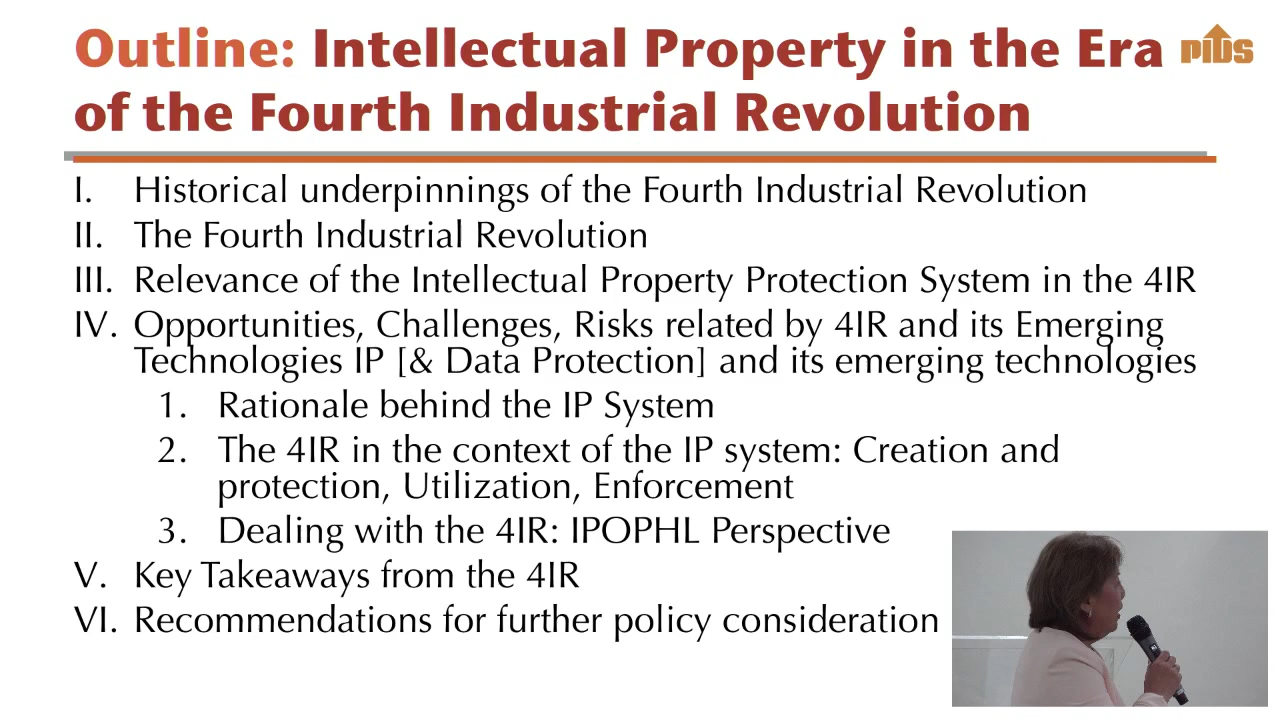 Outline: Intellectual Property in the Era
of the Fourth Industrial Revolution
PIDS
I. Historical underpinnings of the Fourth Industrial Revolution
II. The Fourth Industrial Revolution
III. Relevance of the Intellectual Property Protection System in the 4IR
IV. Opportunities, Challenges, Risks related by 4IR and its Emerging
Technologies IP [& Data Protection] and its emerging technologies
1. Rationale behind the IP System
2. The 4IR in the context of the IP system: Creation and
protection, Utilization, Enforcement
3. Dealing with the 4IR: IPOPHL Perspective
V. Key Takeaways from the 4IR
VI. Recommendations for further policy consideration